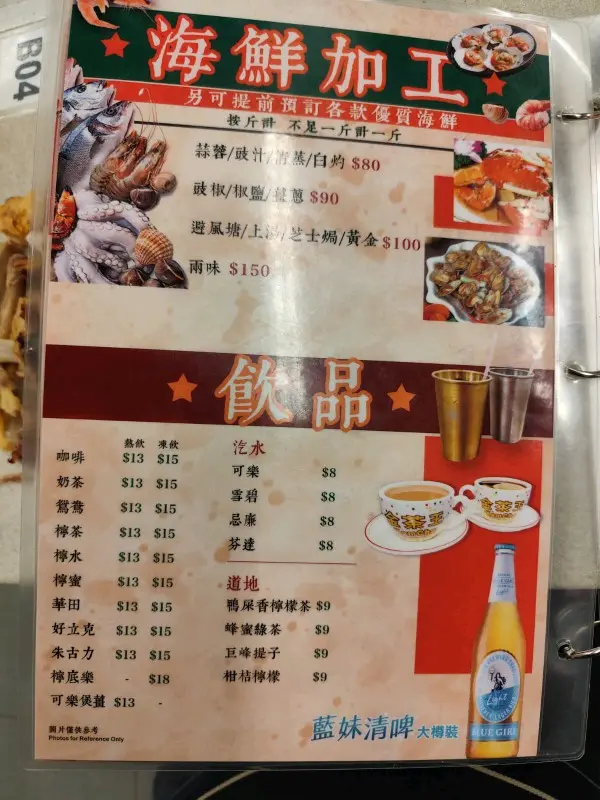 B04
海鮮加工
另可提前預訂各款優質海鮮
按斤計 不足一斤計一斤
蒜蓉/豉汁/清蒸/白灼 $80
豉椒/椒鹽/薑蔥 $90
避風塘/上湯/芝士焗/黃金 $100
兩味 $150
飲品
熱飲 凍飲
咖啡 $13 $15
奶茶 $13 $15
鴛鴦 $13 $15
檸茶 $13 $15
檸水 $13 $15
檸蜜 $13 $15
華田 $13 $15
好立克 $13 $15
朱古力 $13 $15
檸底樂 - $18
可樂煲薑 $13 -
汽水
可樂 $8
雪碧 $8
忌廉 $8
芬達 $8
道地
鴨屎香檸檬茶 $9
蜂蜜綠茶 $9
巨峰提子 $9
柑桔檸檬 $9
金茶王
金茶王
Light
BLUE GIRL
藍妹清啤 大樽裝
圖片僅供參考
Photos for Reference Only